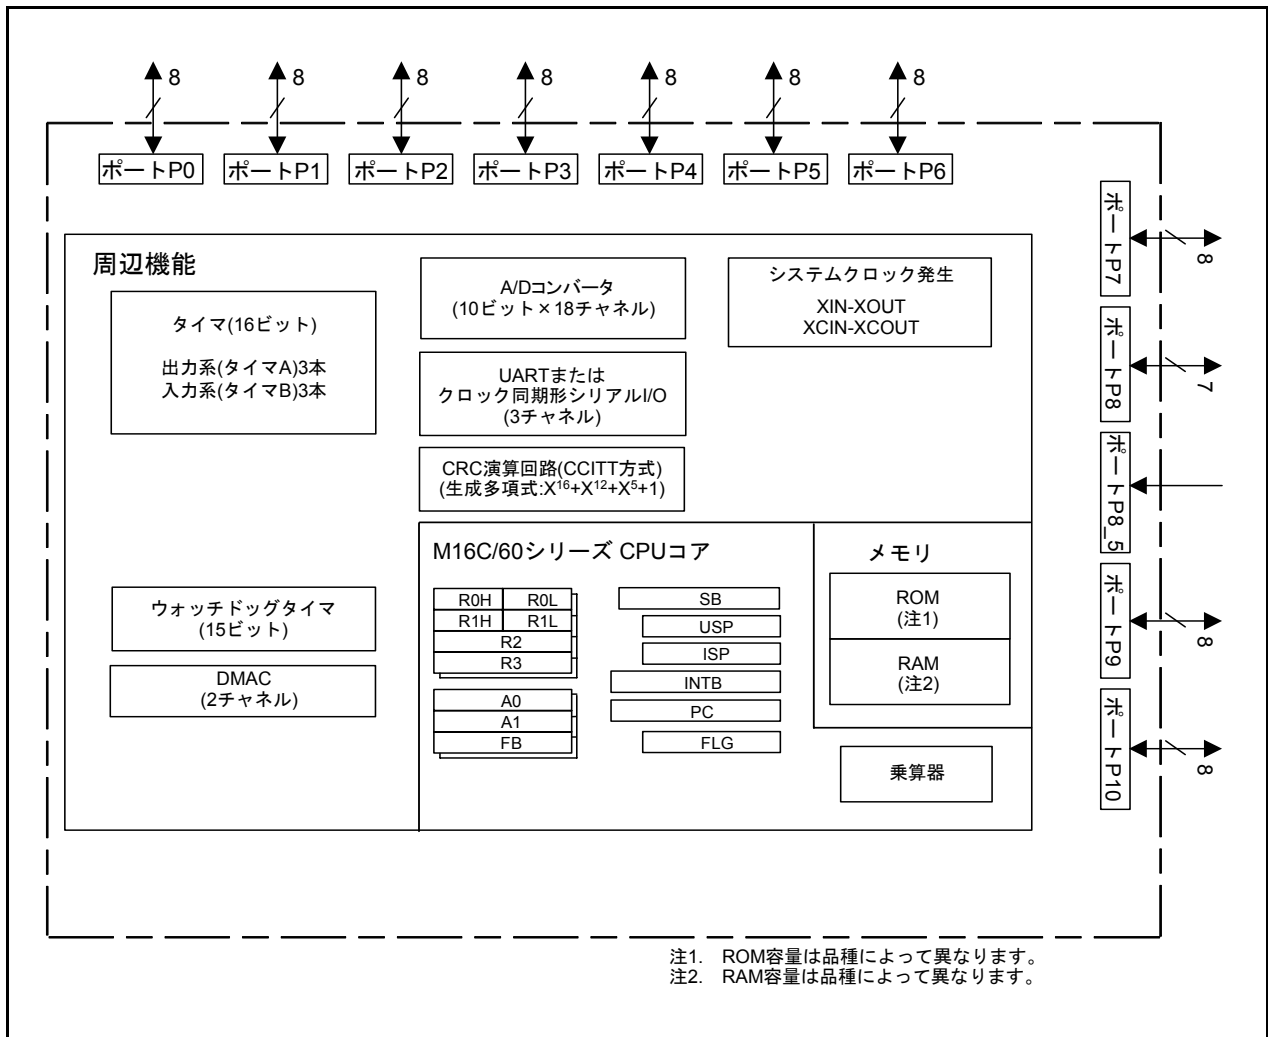 8 8 8 8 8 8 8
ポートP0 ポートP1 ポートP2 ポートP3 ポートP4 ポートP5 ポートP6
ポートP7
8
ポートP8
7
ポートP8_5
ポートP9
8
ポートP10
8
周辺機能
タイマ(16ビット)
出力系(タイマA)3本
入力系(タイマB)3本
A/Dコンバータ
(10ビット×18チャネル)
システムクロック発生
XIN-XOUT
XCIN-XCOUT
UARTまたは
クロック同期形シリアルI/O
(3チャネル)
CRC演算回路(CCITT方式)
(生成多項式:X¹⁶+X¹²+X⁵+1)
ウォッチドッグタイマ
(15ビット)
DMAC
(2チャネル)
M16C/60シリーズ CPUコア
R0H R0L
R1H R1L
R2
R3
A0
A1
FB
SB
USP
ISP
INTB
PC
FLG
メモリ
ROM
(注1)
RAM
(注2)
乗算器
注1. ROM容量は品種によって異なります。
注2. RAM容量は品種によって異なります。